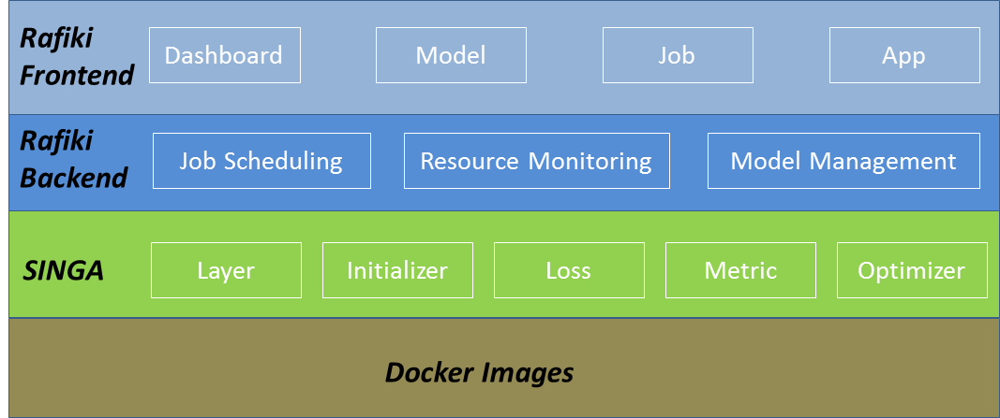 Rafiki
Frontend
Dashboard
Model
Job
App
Rafiki
Backend
Job Scheduling
Resource Monitoring
Model Management
SINGA
Layer
Initializer
Loss
Metric
Optimizer
Docker Images